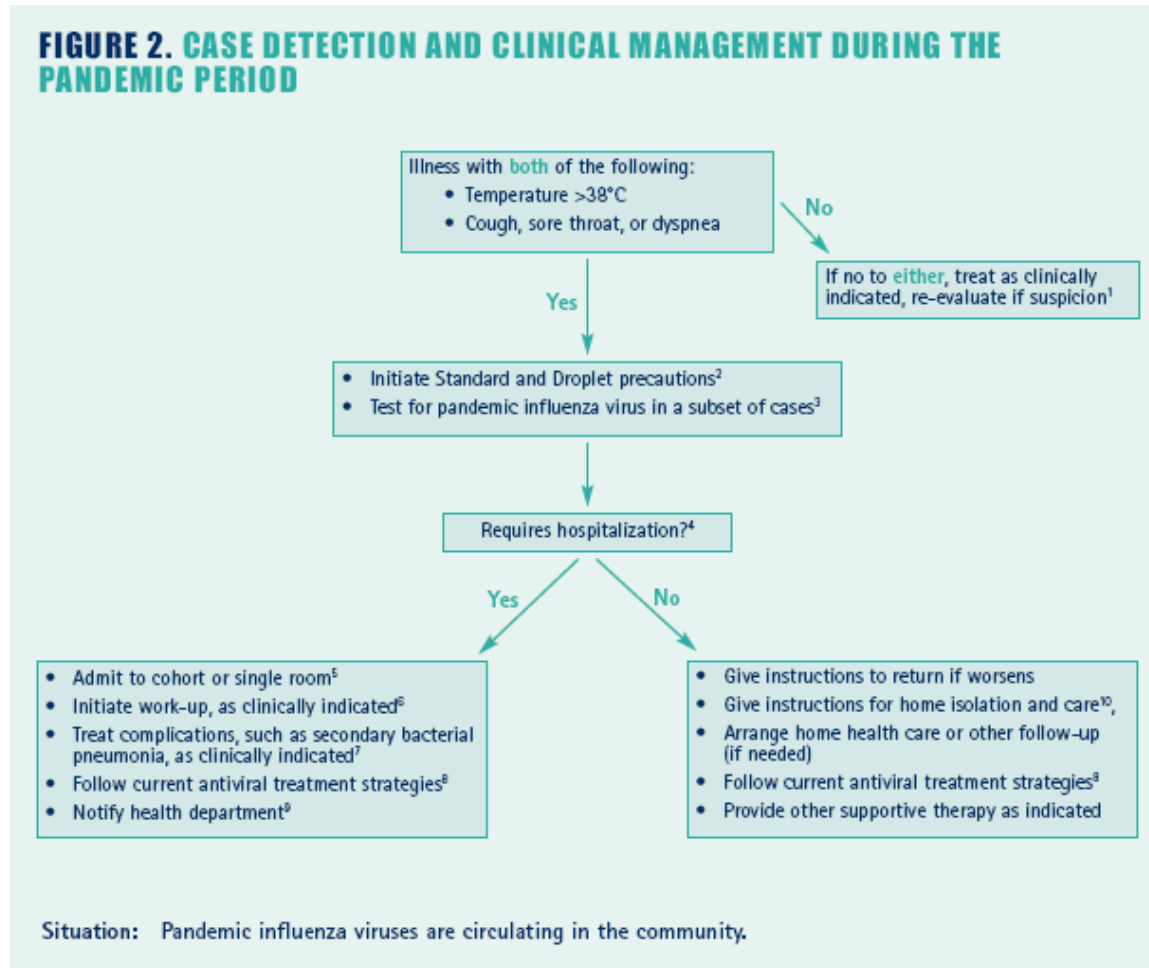 FIGURE 2. CASE DETECTION AND CLINICAL MANAGEMENT DURING THE
PANDEMIC PERIOD
Illness with both of the following:
• Temperature >38°C
• Cough, sore throat, or dyspnea
No
If no to either, treat as clinically
indicated, re-evaluate if suspicion¹
Yes
• Initiate Standard and Droplet precautions²
• Test for pandemic influenza virus in a subset of cases³
Requires hospitalization?⁴
Yes
No
• Admit to cohort or single room⁵
• Initiate work-up, as clinically indicated⁶
• Treat complications, such as secondary bacterial
pneumonia, as clinically indicated⁷
• Follow current antiviral treatment strategies⁸
• Notify health department⁹
• Give instructions to return if worsens
• Give instructions for home isolation and care¹⁰,
• Arrange home health care or other follow-up
(if needed)
• Follow current antiviral treatment strategies⁸
• Provide other supportive therapy as indicated
Situation: Pandemic influenza viruses are circulating in the community.